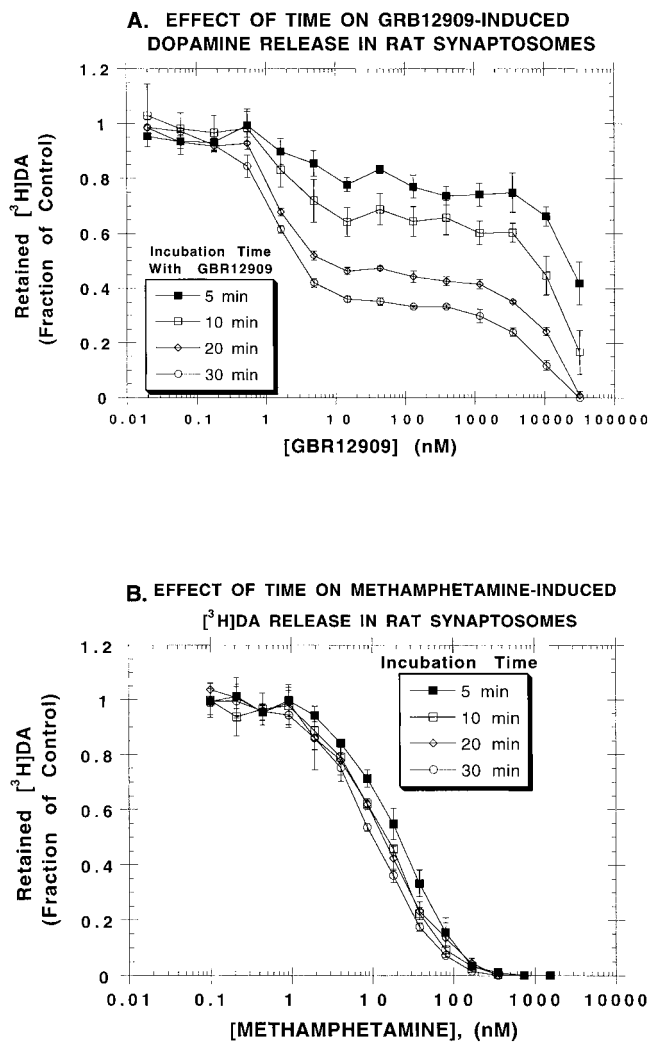 A. EFFECT OF TIME ON GRB12909-INDUCED
DOPAMINE RELEASE IN RAT SYNAPTOSOMES
1.2
1
0.8
0.6
0.4
0.2
0
Retained [³H]DA
(Fraction of Control)
Incubation Time
With GBR12909
5 min
10 min
20 min
30 min
0.01 0.1 1 10 100 1000 10000 100000
[GBR12909] (nM)
B. EFFECT OF TIME ON METHAMPHETAMINE-INDUCED
[³H]DA RELEASE IN RAT SYNAPTOSOMES
1.2
1
0.8
0.6
0.4
0.2
0
Retained [³H]DA
(Fraction of Control)
Incubation Time
5 min
10 min
20 min
30 min
0.01 0.1 1 10 100 1000 10000
[METHAMPHETAMINE], (nM)